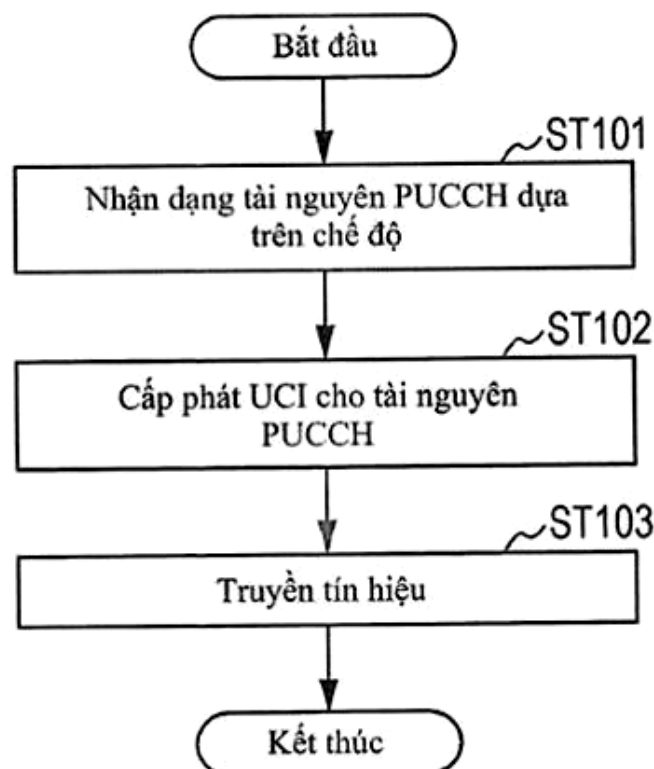 Bắt đầu
ST101
Nhận dạng tài nguyên PUCCH dựa
trên chế độ
ST102
Cấp phát UCI cho tài nguyên
PUCCH
ST103
Truyền tín hiệu
Kết thúc